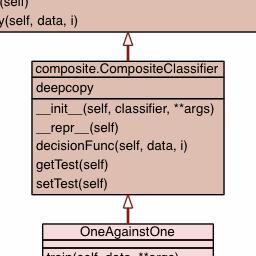 (self)
(self, data, i)
composite.CompositeClassifier
deepcopy
__init__(self, classifier, **args)
__repr__(self)
decisionFunc(self, data, i)
getTest(self)
setTest(self)
OneAgainstOne
train(self, data, **args)